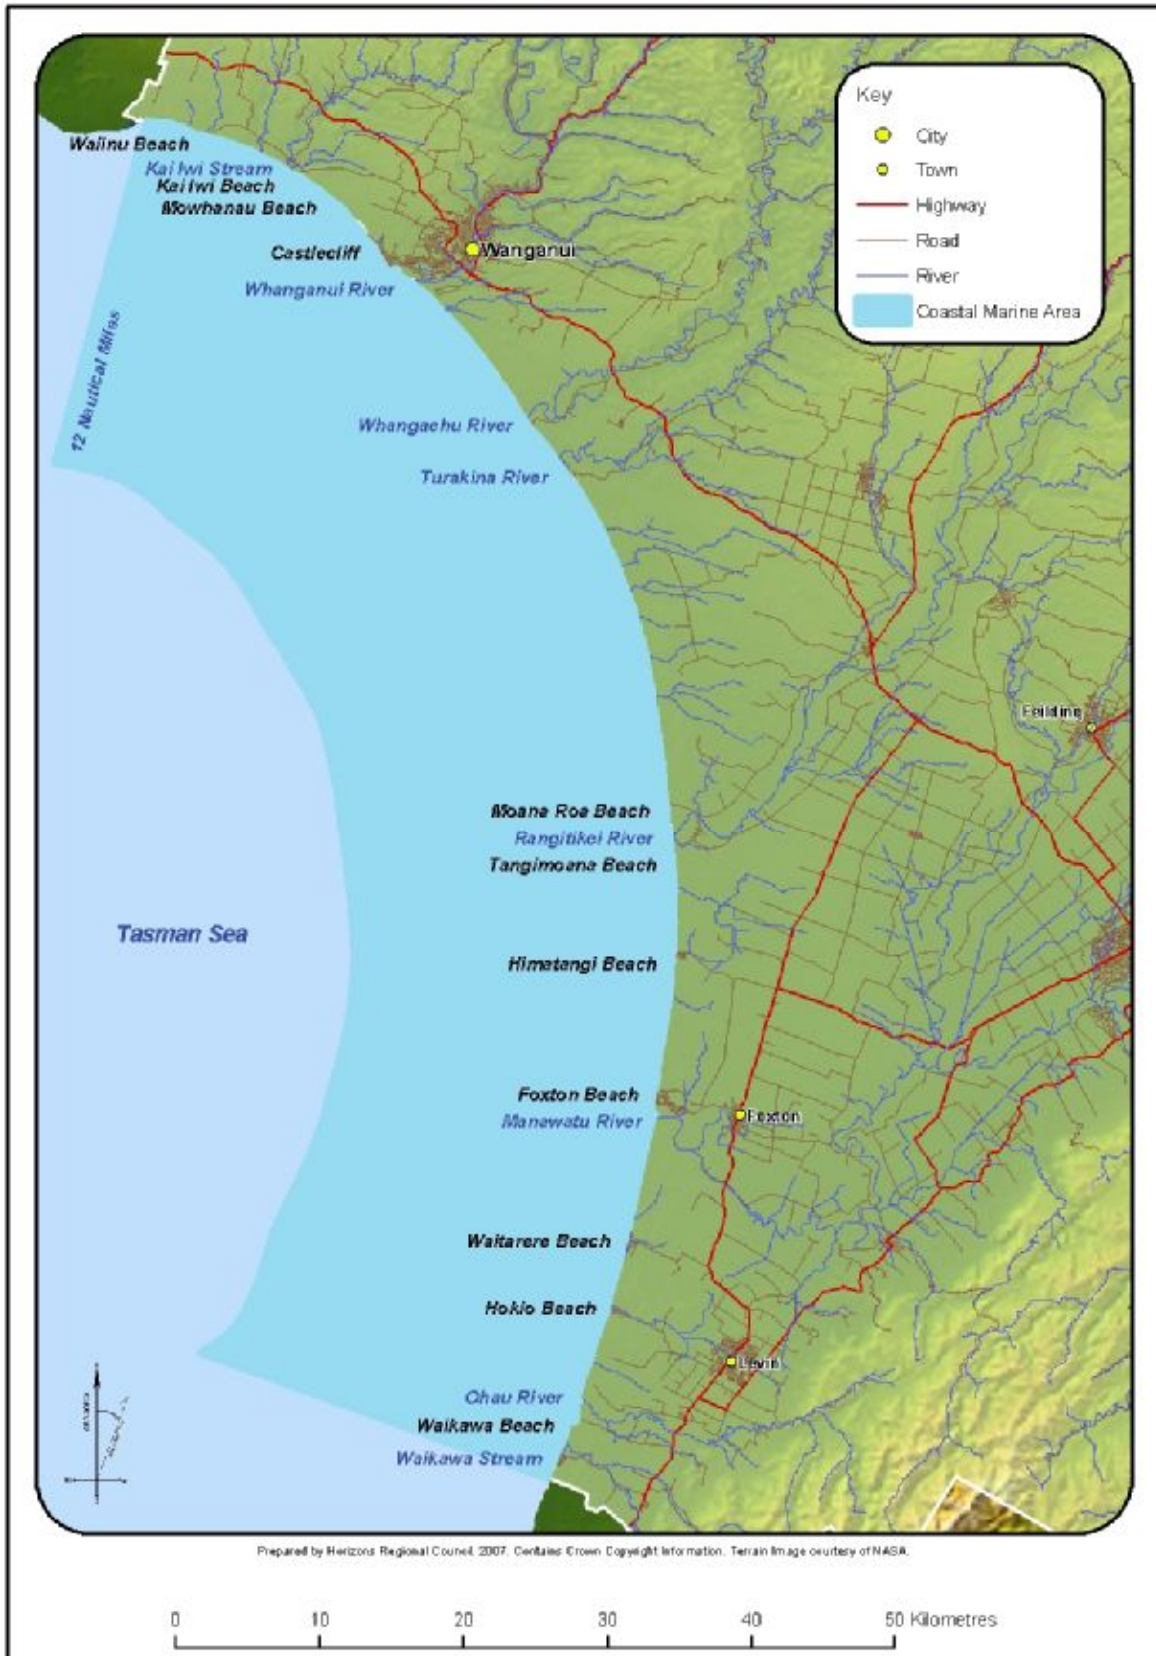 Key
City
Town
Highway
Road
River
Coastal Marine Area
Waiinu Beach
Kai Iwi Stream
Kai Iwi Beach
Mowhanau Beach
Castlecliff
Wanganui
Whanganui River
12 Nautical Miles
Whangaehu River
Turakina River
Feilding
Moana Roa Beach
Rangitikei River
Tangimoana Beach
Tasman Sea
Himatangi Beach
Foxton Beach
Manawatu River
Foxton
Waitarere Beach
Hokio Beach
Levin
Ohau River
Waikawa Beach
Waikawa Stream
Prepared by Horizons Regional Council, 2007. Contains Crown Copyright Information. Terrain Image courtesy of NASA.
0 10 20 30 40 50 Kilometres